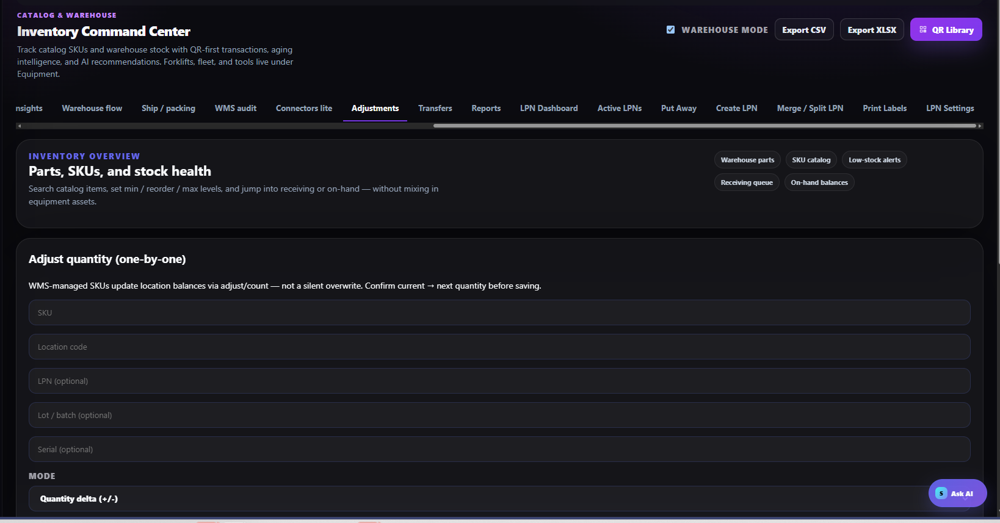 CATALOG & WAREHOUSE
Inventory Command Center
Track catalog SKUs and warehouse stock with QR-first transactions, aging
intelligence, and AI recommendations. Forklifts, fleet, and tools live under
Equipment.
WAREHOUSE MODE
Export CSV
Export XLSX
QR Library
nsights
Warehouse flow
Ship / packing
WMS audit
Connectors lite
Adjustments
Transfers
Reports
LPN Dashboard
Active LPNs
Put Away
Create LPN
Merge / Split LPN
Print Labels
LPN Settings
INVENTORY OVERVIEW
Parts, SKUs, and stock health
Search catalog items, set min / reorder / max levels, and jump into receiving or on-hand — without mixing in
equipment assets.
Warehouse parts
SKU catalog
Low-stock alerts
Receiving queue
On-hand balances
Adjust quantity (one-by-one)
WMS-managed SKUs update location balances via adjust/count — not a silent overwrite. Confirm current → next quantity before saving.
SKU
Location code
LPN (optional)
Lot / batch (optional)
Serial (optional)
MODE
Quantity delta (+/-)
S Ask AI